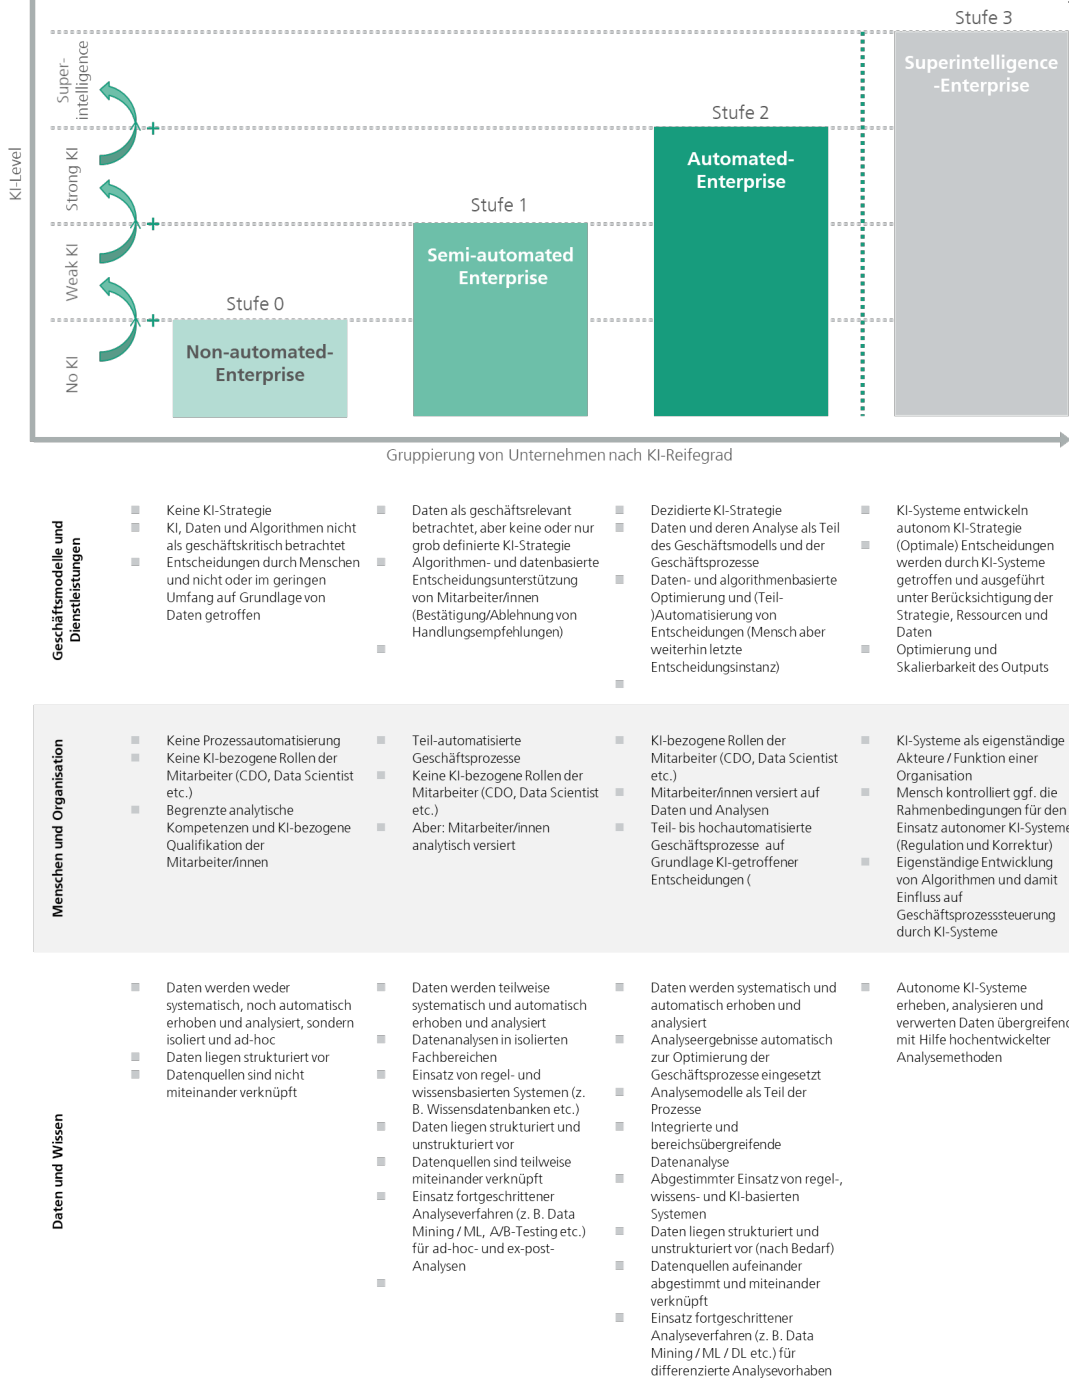 Stufe 3
Superintelligence
-Enterprise
Super-
intelligence
Stufe 2
Automated-
Enterprise
KI-Level
Strong KI
Stufe 1
Semi-automated
Enterprise
Weak KI
Stufe 0
Non-automated-
Enterprise
No KI
+
+
+
Gruppierung von Unternehmen nach KI-Reifegrad
Geschäftsmodelle und
Dienstleistungen
Keine KI-Strategie
KI, Daten und Algorithmen nicht
als geschäftskritisch betrachtet
Entscheidungen durch Menschen
und nicht oder im geringen
Umfang auf Grundlage von
Daten getroffen
Daten als geschäftsrelevant
betrachtet, aber keine oder nur
grob definierte KI-Strategie
Algorithmen- und datenbasierte
Entscheidungsunterstützung
von Mitarbeiter/innen
(Bestätigung/Ablehnung von
Handlungsempfehlungen)
Dezidierte KI-Strategie
Daten und deren Analyse als Teil
des Geschäftsmodells und der
Geschäftsprozesse
Daten- und algorithmenbasierte
Optimierung und (Teil-
)Automatisierung von
Entscheidungen (Mensch aber
weiterhin letzte
Entscheidungsinstanz)
KI-Systeme entwickeln
autonom KI-Strategie
(Optimale) Entscheidungen
werden durch KI-Systeme
getroffen und ausgeführt
unter Berücksichtigung der
Strategie, Ressourcen und
Daten
Optimierung und
Skalierbarkeit des Outputs
Menschen und Organisation
Keine Prozessautomatisierung
Keine KI-bezogene Rollen der
Mitarbeiter (CDO, Data Scientist
etc.)
Begrenzte analytische
Kompetenzen und KI-bezogene
Qualifikation der
Mitarbeiter/innen
Teil-automatisierte
Geschäftsprozesse
Keine KI-bezogene Rollen der
Mitarbeiter (CDO, Data Scientist
etc.)
Aber: Mitarbeiter/innen
analytisch versiert
KI-bezogene Rollen der
Mitarbeiter (CDO, Data Scientist
etc.)
Mitarbeiter/innen versiert auf
Daten und Analysen
Teil- bis hochautomatisierte
Geschäftsprozesse auf
Grundlage KI-getroffener
Entscheidungen (
KI-Systeme als eigenständige
Akteure / Funktion einer
Organisation
Mensch kontrolliert ggf. die
Rahmenbedingungen für den
Einsatz autonomer KI-Systeme
(Regulation und Korrektur)
Eigenständige Entwicklung
von Algorithmen und damit
Einfluss auf
Geschäftsprozesssteuerung
durch KI-Systeme
Daten und Wissen
Daten werden weder
systematisch, noch automatisch
erhoben und analysiert, sondern
isoliert und ad-hoc
Daten liegen strukturiert vor
Datenquellen sind nicht
miteinander verknüpft
Daten werden teilweise
systematisch und automatisch
erhoben und analysiert
Datenanalysen in isolierten
Fachbereichen
Einsatz von regel- und
wissensbasierten Systemen (z.
B. Wissensdatenbanken etc.)
Daten liegen strukturiert und
unstrukturiert vor
Datenquellen sind teilweise
miteinander verknüpft
Einsatz fortgeschrittener
Analyseverfahren (z. B. Data
Mining / ML, A/B-Testing etc.)
für ad-hoc- und ex-post-
Analysen
Daten werden systematisch und
automatisch erhoben und
analysiert
Analyseergebnisse automatisch
zur Optimierung der
Geschäftsprozesse eingesetzt
Analysemodelle als Teil der
Prozesse
Integrierte und
bereichsübergreifende
Datenanalyse
Abgestimmter Einsatz von regel-,
wissens- und KI-basierten
Systemen
Daten liegen strukturiert und
unstrukturiert vor (nach Bedarf)
Datenquellen aufeinander
abgestimmt und miteinander
verknüpft
Einsatz fortgeschrittener
Analyseverfahren (z. B. Data
Mining / ML / DL etc.) für
differenzierte Analysevorhaben
Autonome KI-Systeme
erheben, analysieren und
verwerten Daten übergreifend
mit Hilfe hochentwickelter
Analysemethoden